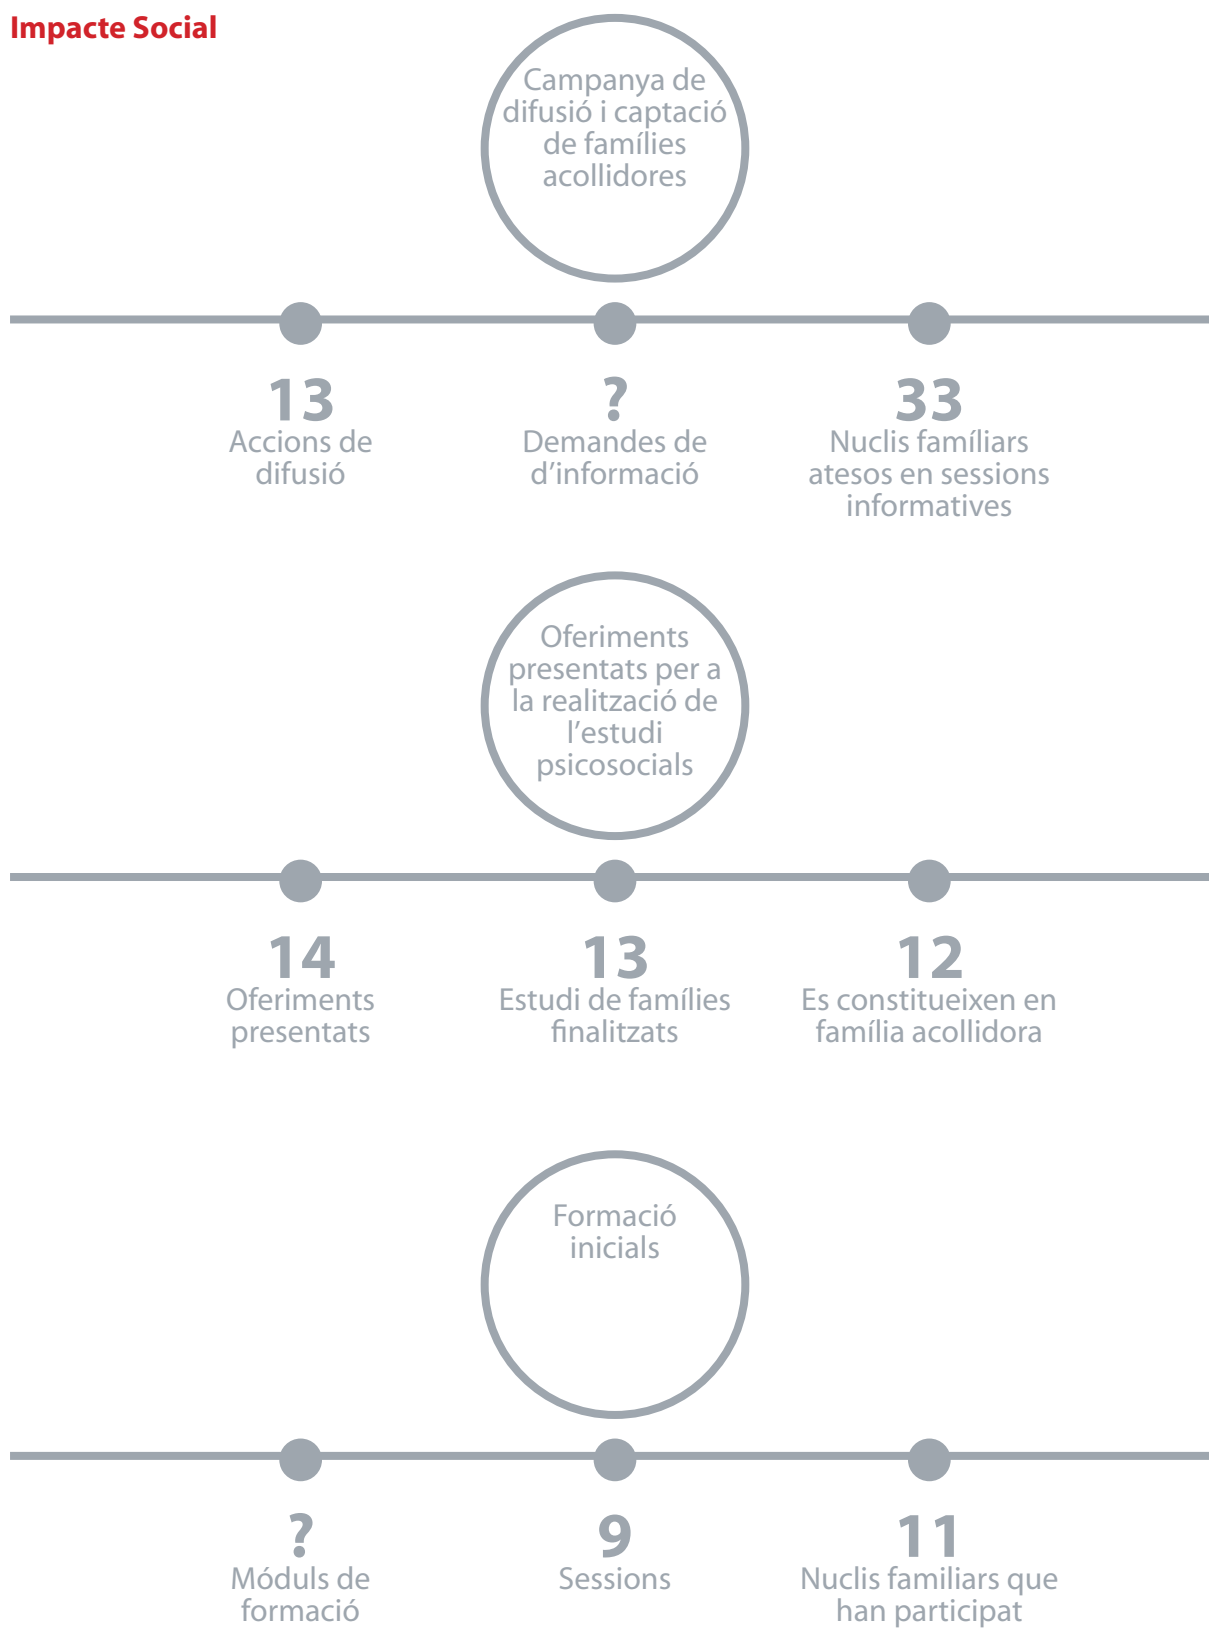 Impacte Social
Campanya de
difusió i captació
de famílies
acollidores
13
Accions de
difusió
?
Demandes de
d'informació
33
Nuclis famíliars
atesos en sessions
informatives
Oferiments
presentats per a
la realització de
l'estudi
psicosocials
14
Oferiments
presentats
13
Estudi de famílies
finalitzats
12
Es constitueixen en
família acollidora
Formació
inicials
?
Móduls de
formació
9
Sessions
11
Nuclis familiars que
han participat